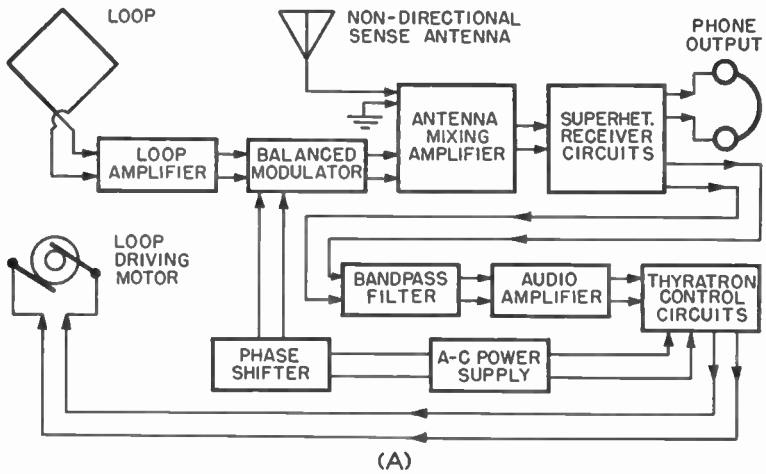 LOOP
NON-DIRECTIONAL
SENSE ANTENNA
PHONE
OUTPUT
LOOP
AMPLIFIER
BALANCED
MODULATOR
ANTENNA
MIXING
AMPLIFIER
SUPERHET.
RECEIVER
CIRCUITS
LOOP
DRIVING
MOTOR
BANDPASS
FILTER
AUDIO
AMPLIFIER
THYRATRON
CONTROL
CIRCUITS
PHASE
SHIFTER
A-C POWER
SUPPLY
(A)